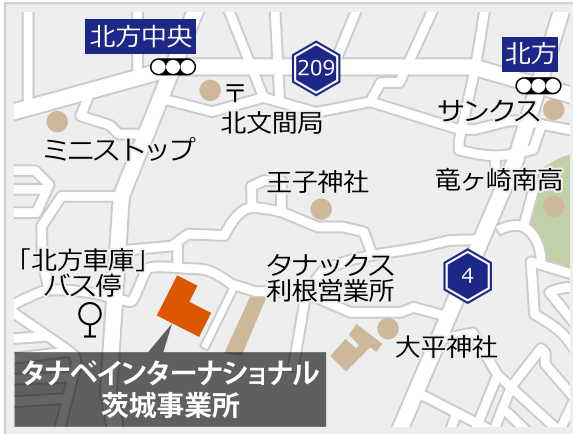 北方中央
209
北方
〒
北文間局
サンクス
ミニストップ
王子神社
竜ヶ崎南高
「北方車庫」
バス停
タナックス
利根営業所
4
大平神社
タナベインターナショナル
茨城事業所